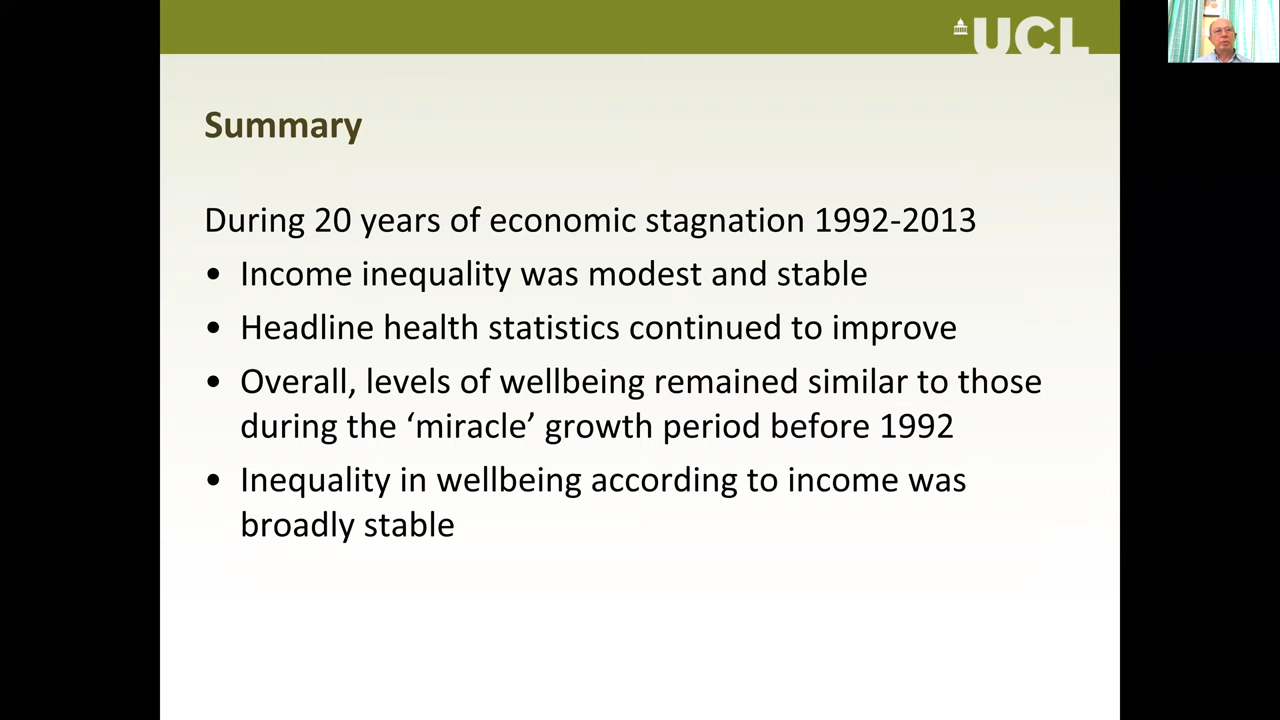 UCL
Summary
During 20 years of economic stagnation 1992-2013
• Income inequality was modest and stable
• Headline health statistics continued to improve
• Overall, levels of wellbeing remained similar to those
during the ‘miracle’ growth period before 1992
• Inequality in wellbeing according to income was
broadly stable